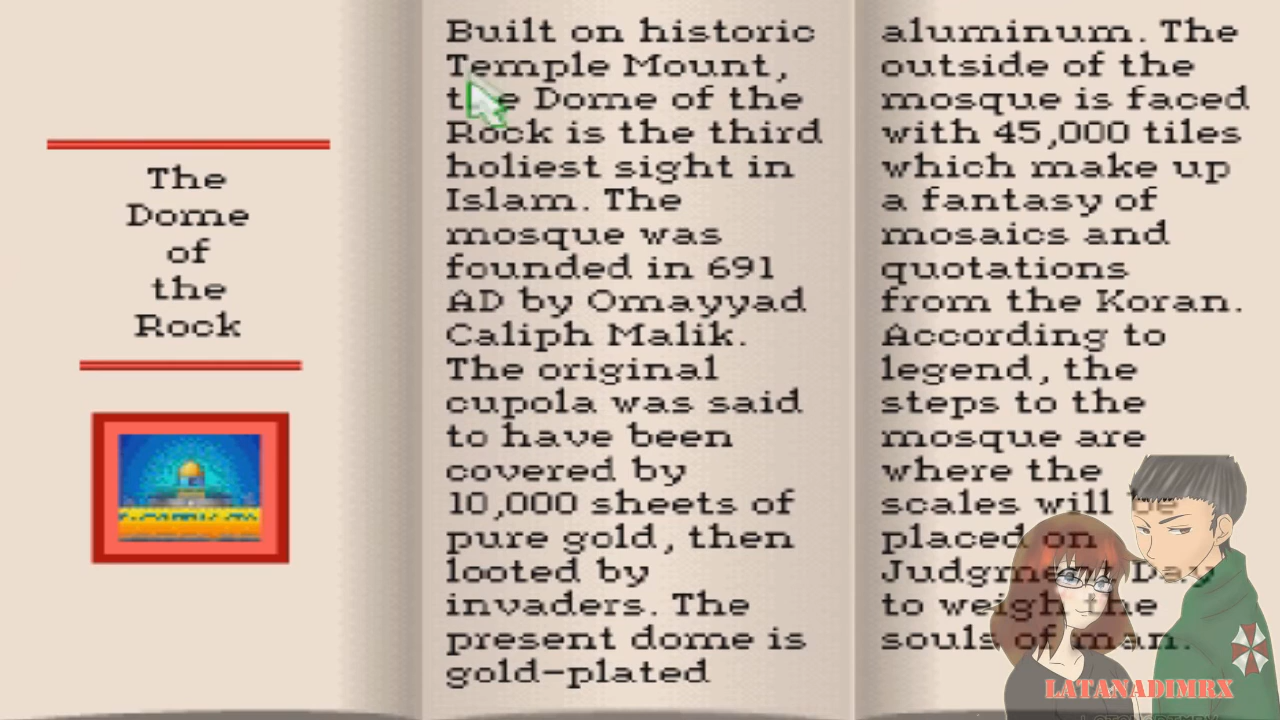 The
Dome
of
the
Rock
Built on historic
Temple Mount,
the Dome of the
Rock is the third
holiest sight in
Islam. The
mosque was
founded in 691
AD by Omayyad
Caliph Malik.
The original
cupola was said
to have been
covered by
10,000 sheets of
pure gold, then
looted by
invaders. The
present dome is
gold-plated
aluminum. The
outside of the
mosque is faced
with 45,000 tiles
which make up
a fantasy of
mosaics and
quotations
from the Koran.
According to
legend, the
steps to the
mosque are
where the
scales will be
placed on
Judgment Day
to weigh the
souls of man.
LATANADIMRX